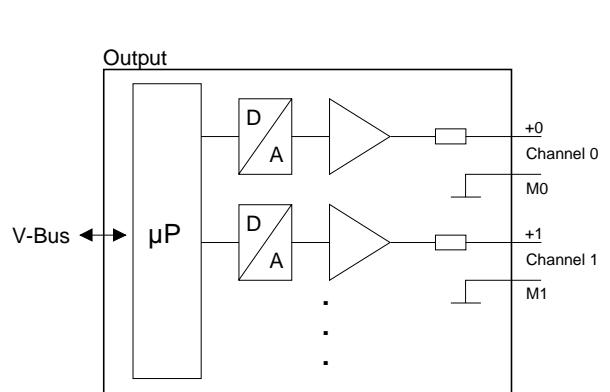 Output
D
A
+0
Channel 0
M0
V-Bus
µP
D
A
+1
Channel 1
M1